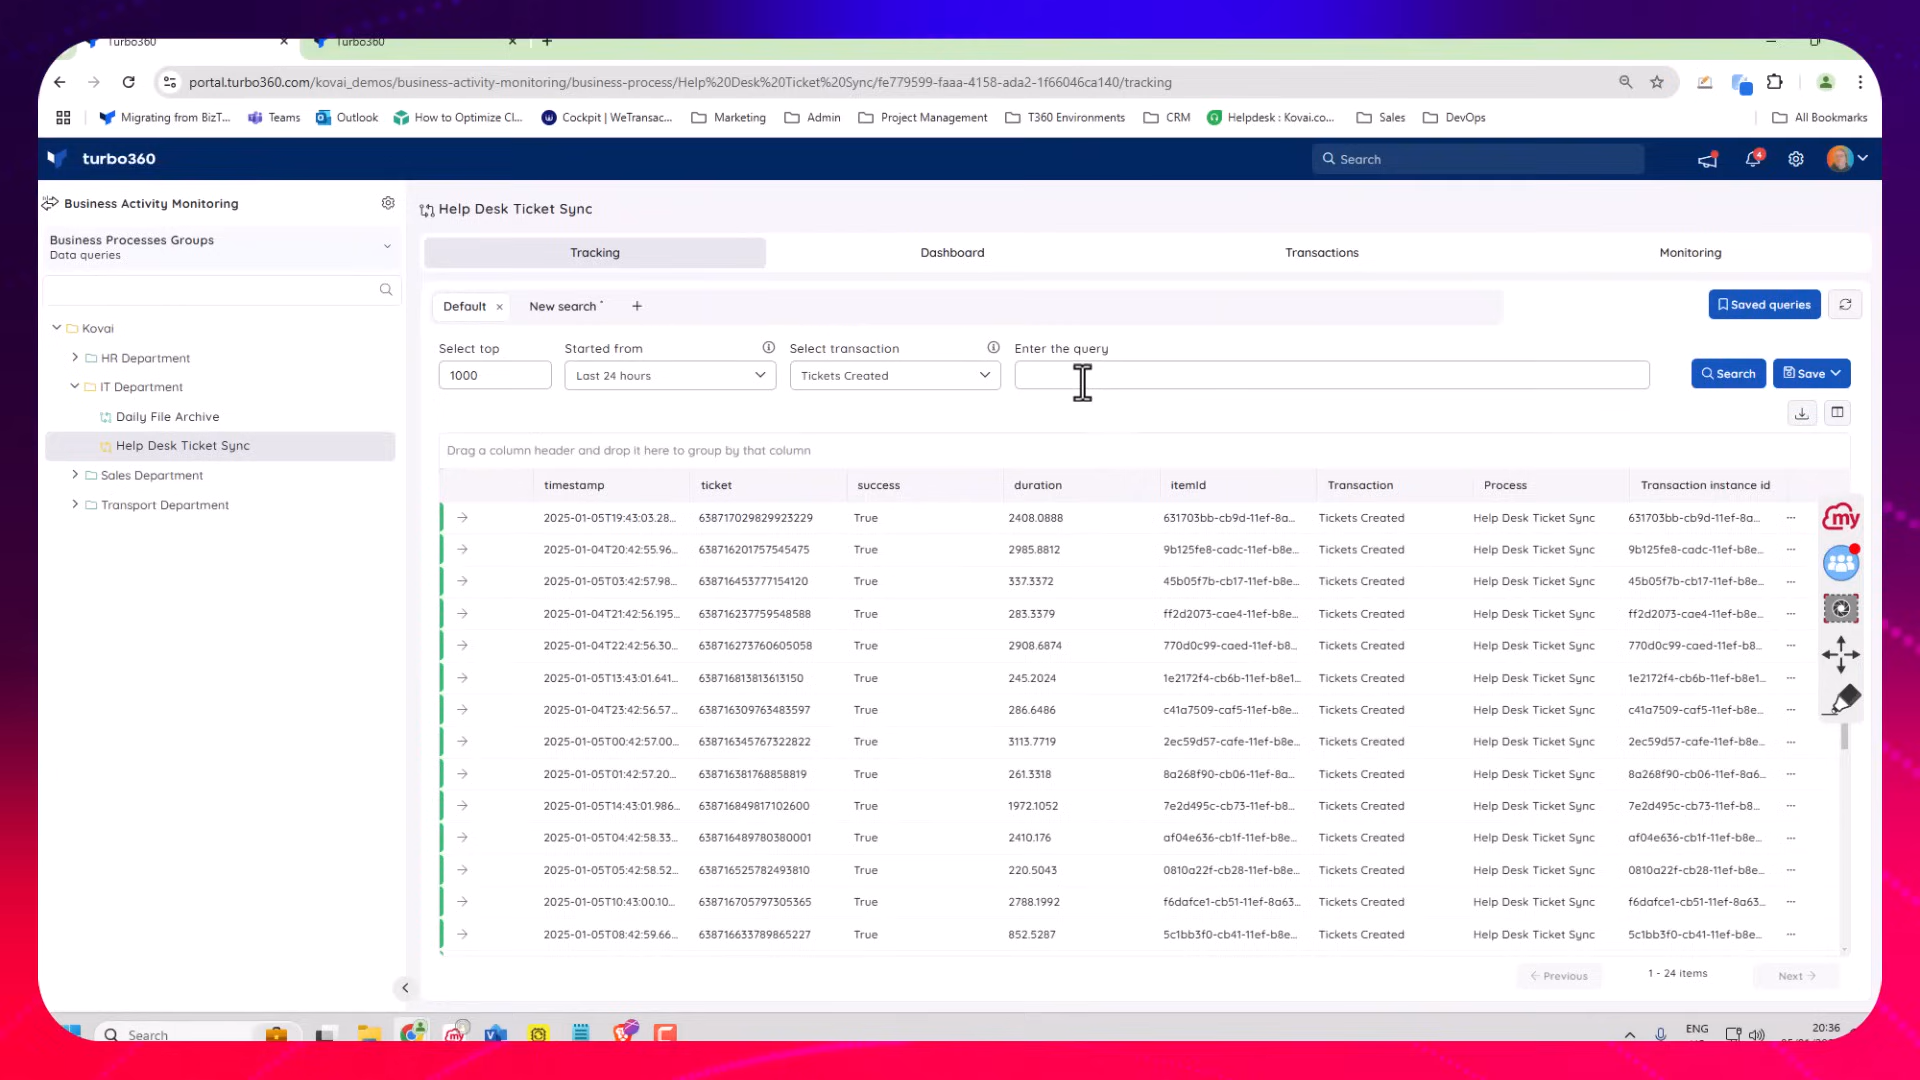 Turbo360
Turbo360
portal.turbo360.com/kovai_demos/business-activity-monitoring/business-process/Help%20Desk%20Ticket%20Sync/fe779599-faaa-4158-ada2-1f66046ca140/tracking
Migrating from BizT... Teams Outlook How to Optimize Cl... Cockpit | WeTransac... Marketing Admin Project Management T360 Environments CRM Helpdesk : Kovai.co... Sales DevOps All Bookmarks
turbo360 Search 4
Business Activity Monitoring
Help Desk Ticket Sync
Business Processes Groups
Data queries
Tracking Dashboard Transactions Monitoring
Default × New search * + Saved queries
Kovai
HR Department
IT Department
Daily File Archive
Help Desk Ticket Sync
Sales Department
Transport Department
Select top Started from Select transaction Enter the query
1000 Last 24 hours Tickets Created Search Save
Drag a column header and drop it here to group by that column
timestamp ticket success duration itemId Transaction Process Transaction instance id
2025-01-05T19:43:03.28... 638717029829923229 True 2408.0888 631703bb-cb9d-11ef-8a... Tickets Created Help Desk Ticket Sync 631703bb-cb9d-11ef-8a... ...
2025-01-04T20:42:55.96... 638716201757545475 True 2985.8812 9b125fe8-cadc-11ef-b8e... Tickets Created Help Desk Ticket Sync 9b125fe8-cadc-11ef-b8e... ...
2025-01-05T03:42:57.98... 638716453777154120 True 337.3372 45b05f7b-cb17-11ef-b8e... Tickets Created Help Desk Ticket Sync 45b05f7b-cb17-11ef-b8e... ...
2025-01-04T21:42:56.195... 638716237759548588 True 283.3379 ff2d2073-cae4-11ef-b8e... Tickets Created Help Desk Ticket Sync ff2d2073-cae4-11ef-b8e... ...
2025-01-04T22:42:56.30... 638716273760605058 True 2908.6874 770d0c99-caed-11ef-b8... Tickets Created Help Desk Ticket Sync 770d0c99-caed-11ef-b8... ...
2025-01-05T13:43:01.641... 638716813813613150 True 245.2024 1e2172f4-cb6b-11ef-b8e1... Tickets Created Help Desk Ticket Sync 1e2172f4-cb6b-11ef-b8e1... ...
2025-01-04T23:42:56.57... 638716309763483597 True 286.6486 c41a7509-caf5-11ef-b8e... Tickets Created Help Desk Ticket Sync c41a7509-caf5-11ef-b8e... ...
2025-01-05T00:42:57.00... 638716345767322822 True 3113.7719 2ec59d57-cafe-11ef-b8e... Tickets Created Help Desk Ticket Sync 2ec59d57-cafe-11ef-b8e... ...
2025-01-05T01:42:57.20... 638716381768858819 True 261.3318 8a268f90-cb06-11ef-8a... Tickets Created Help Desk Ticket Sync 8a268f90-cb06-11ef-8a6... ...
2025-01-05T14:43:01.986... 638716849817102600 True 1972.1052 7e2d495c-cb73-11ef-b8... Tickets Created Help Desk Ticket Sync 7e2d495c-cb73-11ef-b8... ...
2025-01-05T04:42:58.33... 638716489780380001 True 2410.176 af04e636-cb1f-11ef-b8e... Tickets Created Help Desk Ticket Sync af04e636-cb1f-11ef-b8e... ...
2025-01-05T05:42:58.52... 638716525782493810 True 220.5043 0810a22f-cb28-11ef-b8e... Tickets Created Help Desk Ticket Sync 0810a22f-cb28-11ef-b8e... ...
2025-01-05T10:43:00.10... 638716705797305365 True 2788.1992 f6dafce1-cb51-11ef-8a63... Tickets Created Help Desk Ticket Sync f6dafce1-cb51-11ef-8a63... ...
2025-01-05T08:42:59.66... 638716633789865227 True 852.5287 5c1bb3f0-cb41-11ef-b8e... Tickets Created Help Desk Ticket Sync 5c1bb3f0-cb41-11ef-b8e... ...
my
Previous 1 - 24 items Next
Search ENG 20:36